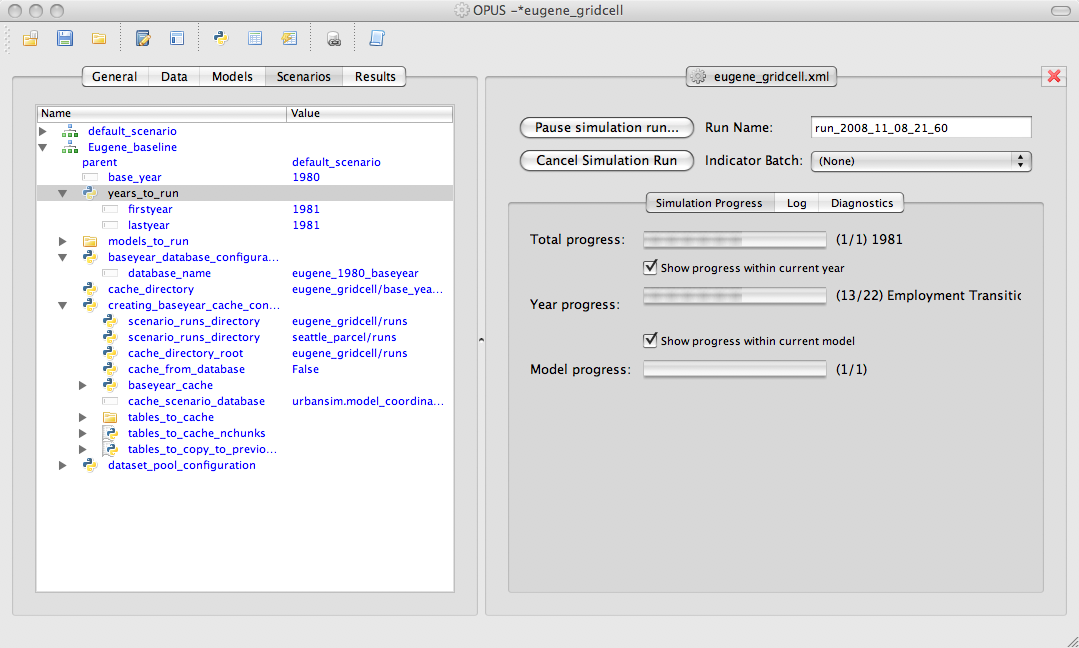 OPUS -*eugene_gridcell
General Data Models Scenarios Results
Name Value
default_scenario
Eugene_baseline
parent default_scenario
base_year 1980
years_to_run
firstyear 1981
lastyear 1981
models_to_run
baseyear_database_configura...
database_name eugene_1980_baseyear
cache_directory eugene_gridcell/base_yea...
creating_baseyear_cache_con...
scenario_runs_directory eugene_gridcell/runs
scenario_runs_directory seattle_parcel/runs
cache_directory_root eugene_gridcell/runs
cache_from_database False
baseyear_cache
cache_scenario_database urbansim.model_coordina...
tables_to_cache
tables_to_cache_nchunks
tables_to_copy_to_previo...
dataset_pool_configuration
eugene_gridcell.xml
Pause simulation run... Run Name: run_2008_11_08_21_60
Cancel Simulation Run Indicator Batch: (None)
Simulation Progress Log Diagnostics
Total progress: (1/1) 1981
Show progress within current year
Year progress: (13/22) Employment Transitic
Show progress within current model
Model progress: (1/1)